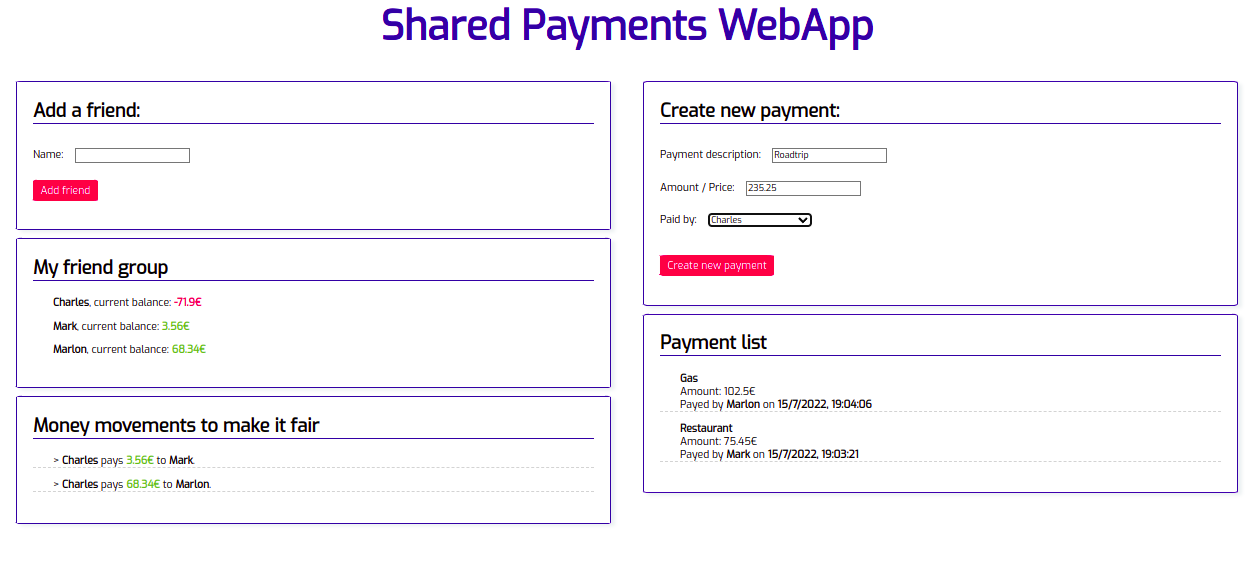 Shared Payments WebApp
Add a friend:
Name:
Add friend
My friend group
Charles, current balance: -71.9€
Mark, current balance: 3.56€
Marlon, current balance: 68.34€
Money movements to make it fair
> Charles pays 3.56€ to Mark.
> Charles pays 68.34€ to Marlon.
Create new payment:
Payment description: Roadtrip
Amount / Price: 235.25
Paid by: Charles
Create new payment
Payment list
Gas
Amount: 102.5€
Payed by Marlon on 15/7/2022, 19:04:06
Restaurant
Amount: 75.45€
Payed by Mark on 15/7/2022, 19:03:21